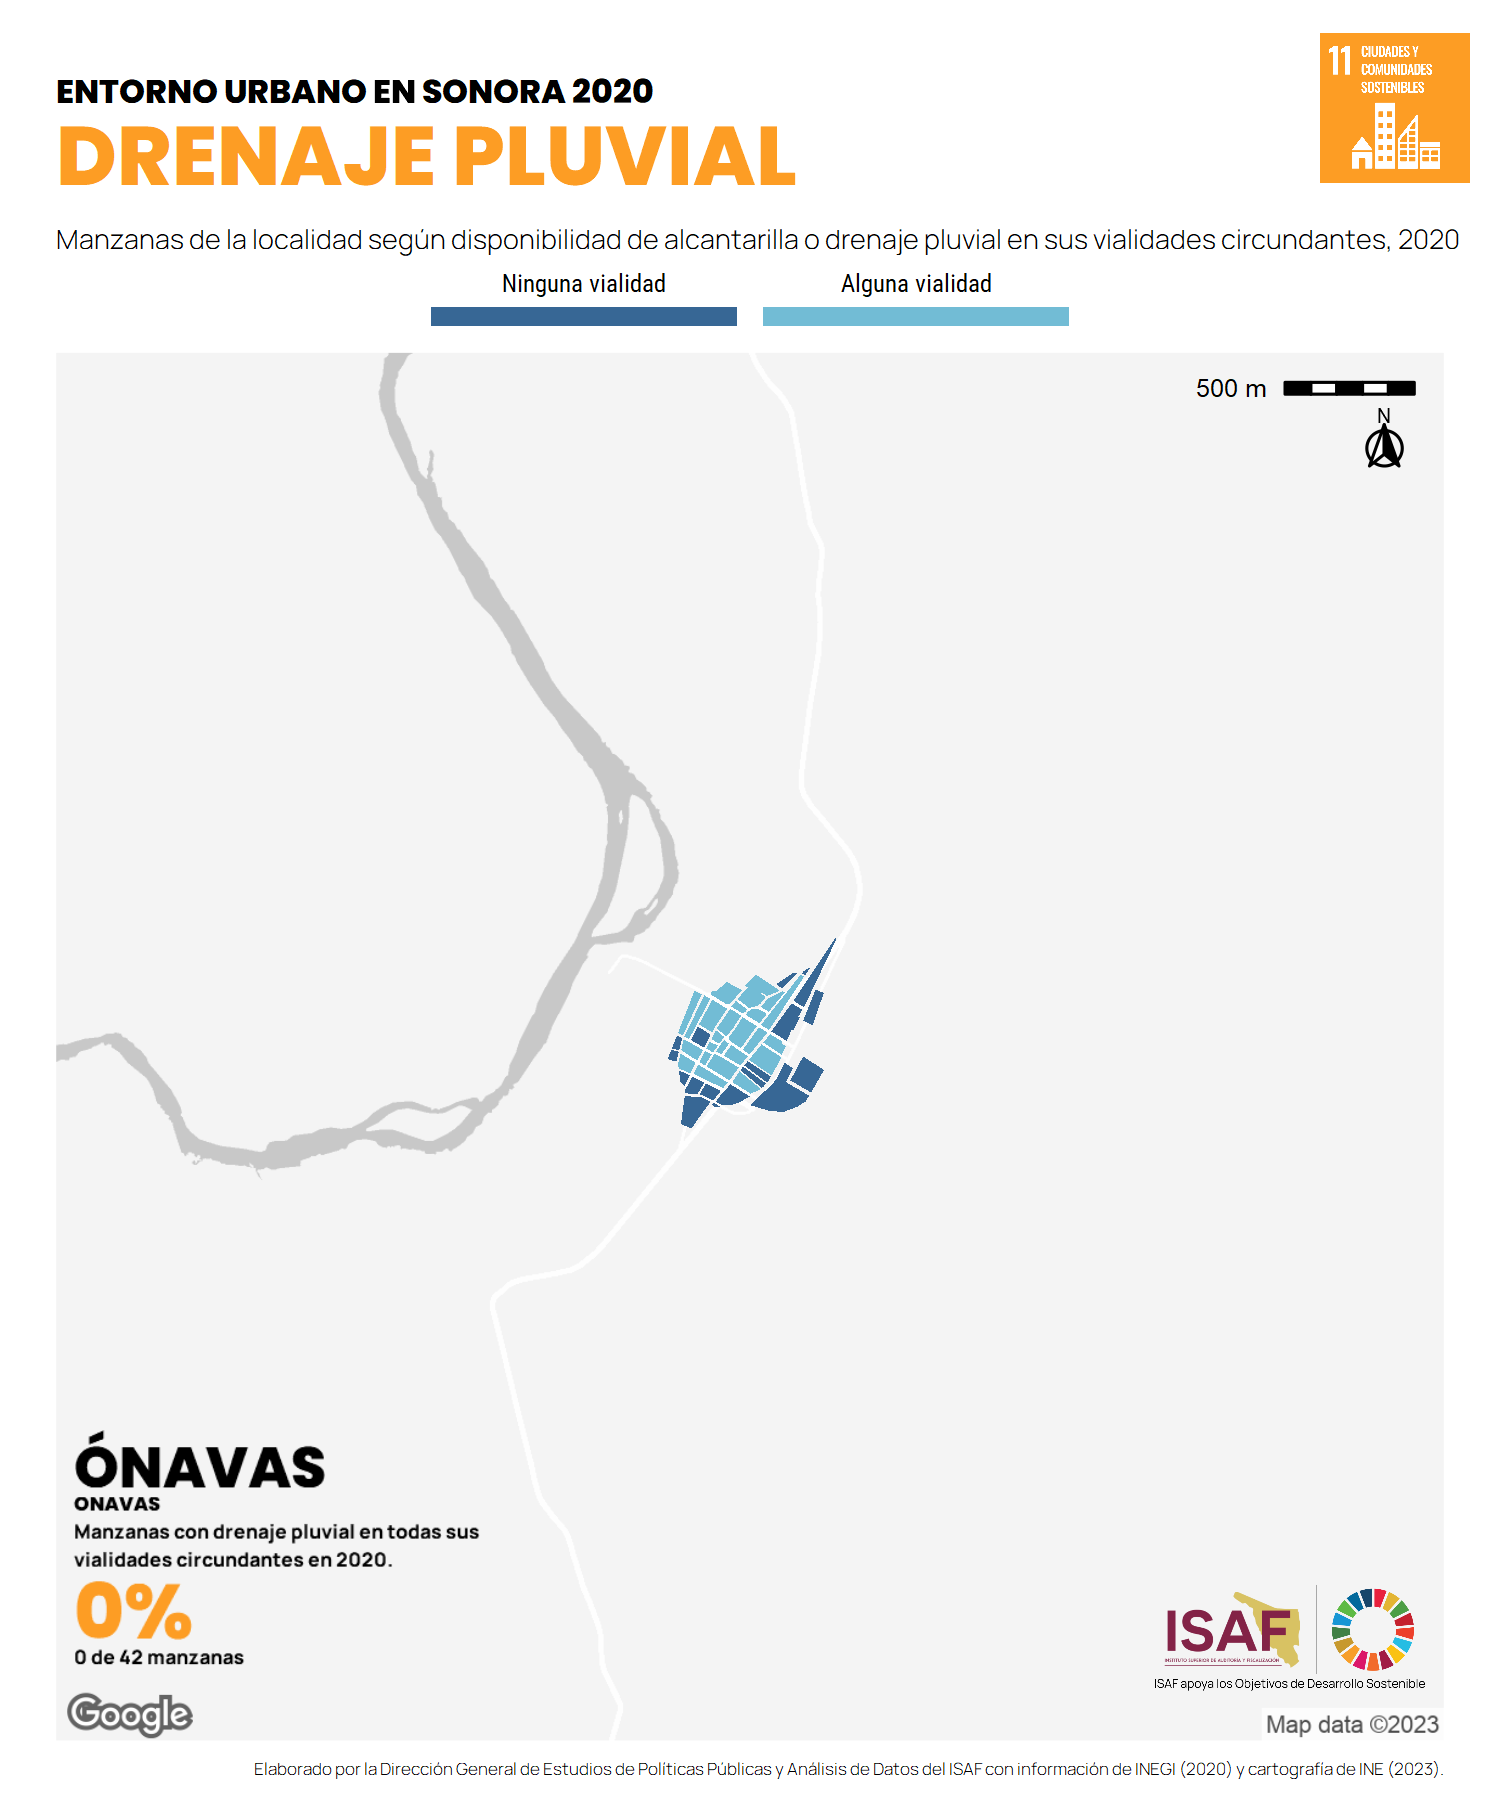 ENTORNO URBANO EN SONORA 2020
DRENAJE PLUVIAL
11 CIUDADES Y
COMUNIDADES
SOSTENIBLES
Manzanas de la localidad según disponibilidad de alcantarilla o drenaje pluvial en sus vialidades circundantes, 2020
Ninguna vialidad
Alguna vialidad
500 m
N
ÓNAVAS
ONAVAS
Manzanas con drenaje pluvial en todas sus
vialidades circundantes en 2020.
0%
0 de 42 manzanas
Google
ISAF
INSTITUTO SUPERIOR DE AUDITORÍA Y FISCALIZACIÓN
ISAF apoya los Objetivos de Desarrollo Sostenible
Map data ©2023
Elaborado por la Dirección General de Estudios de Políticas Públicas y Análisis de Datos del ISAF con información de INEGI (2020) y cartografía de INE (2023).